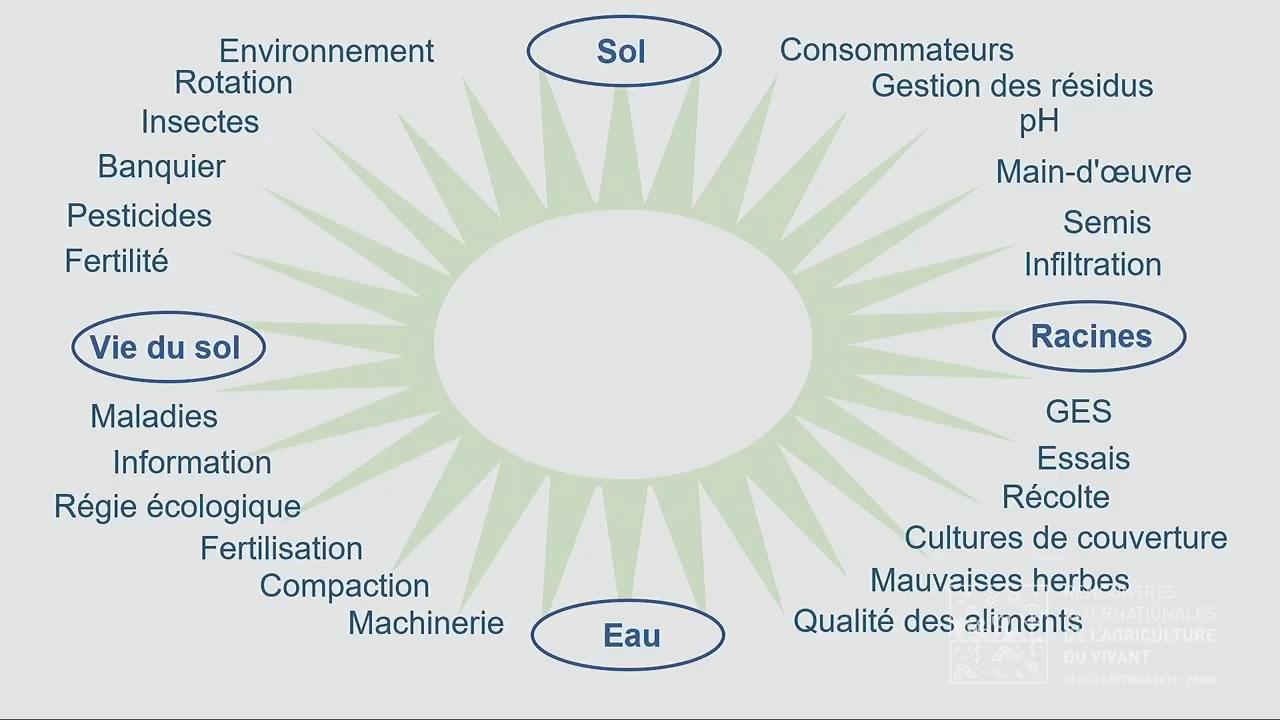 Sol
Consommateurs
Gestion des résidus
pH
Main-d'œuvre
Semis
Infiltration
Racines
GES
Essais
Récolte
Cultures de couverture
Mauvaises herbes
Qualité des aliments
Eau
Machinerie
Compaction
Fertilisation
Régie écologique
Information
Maladies
Vie du sol
Fertilité
Pesticides
Banquier
Insectes
Rotation
Environnement
RENCONTRES
INTERNATIONALES
DE L'AGRICULTURE
DU VIVANT